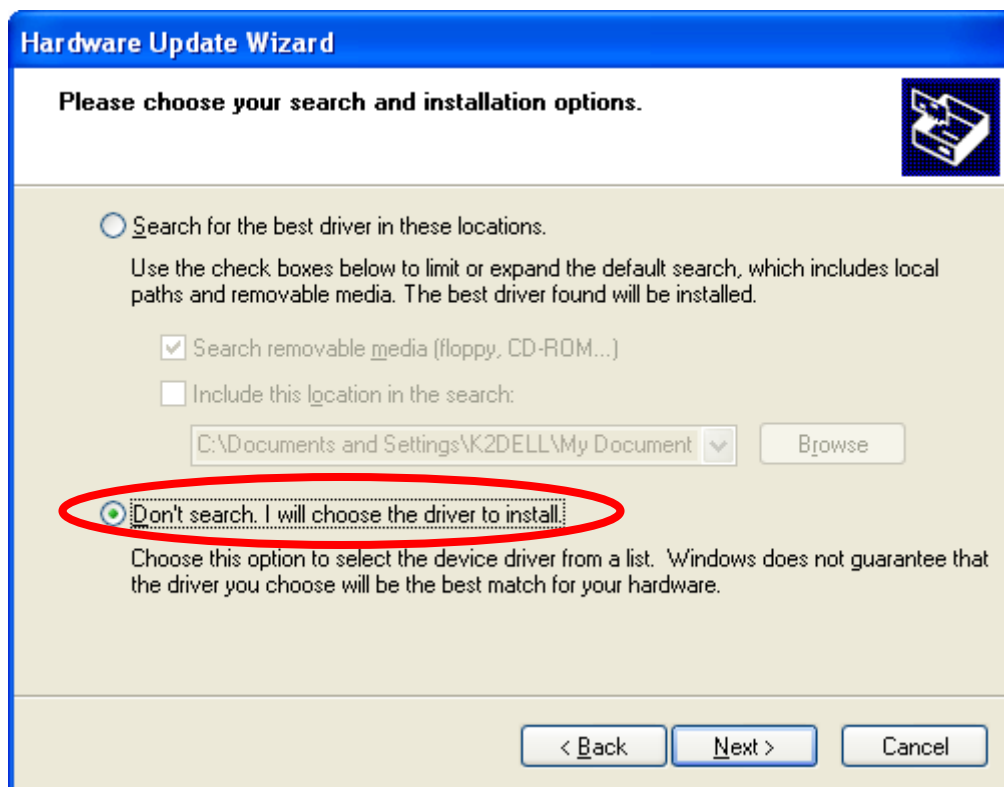 Hardware Update Wizard
Please choose your search and installation options.
Search for the best driver in these locations.
Use the check boxes below to limit or expand the default search, which includes local
paths and removable media. The best driver found will be installed.
Search removable media (floppy, CD-ROM...)
Include this location in the search:
C:\Documents and Settings\K2DELL\My Document
Browse
Don't search. I will choose the driver to install.
Choose this option to select the device driver from a list.  Windows does not guarantee that
the driver you choose will be the best match for your hardware.
< Back Next > Cancel